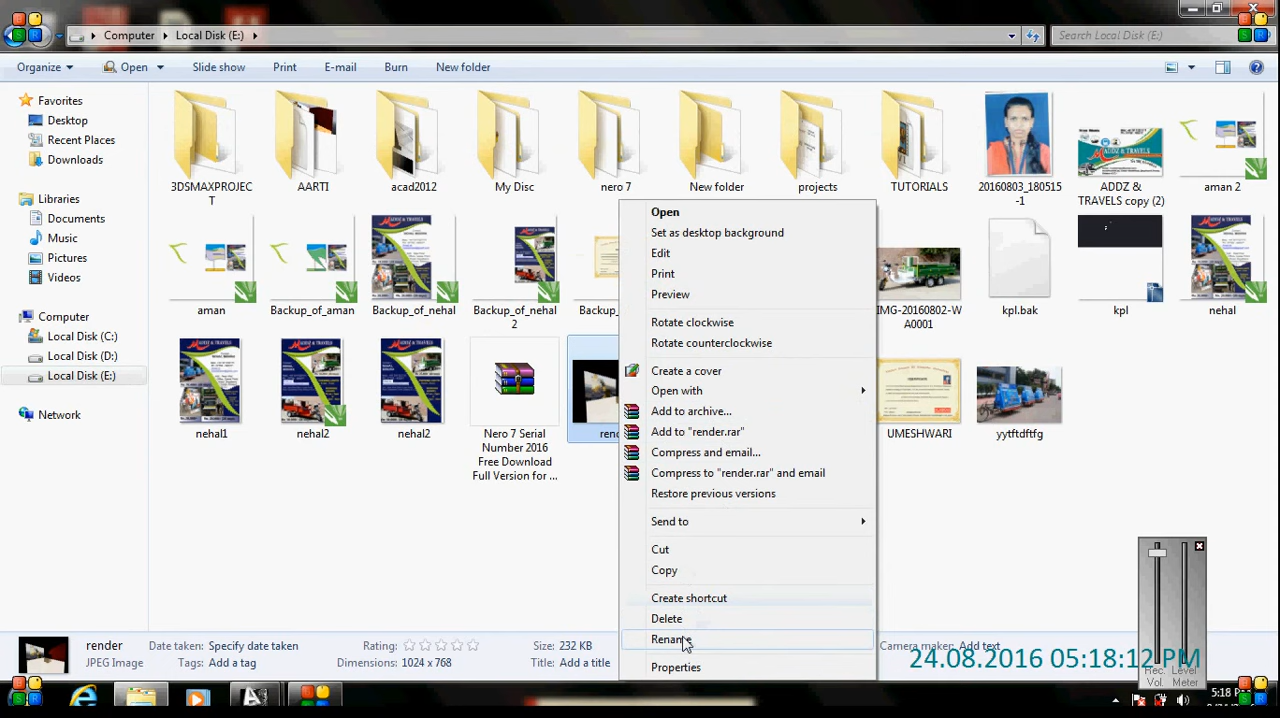 Computer Local Disk (E:)
Search Local Disk (E:)
Organize Open Slide show Print E-mail Burn New folder
Favorites
Desktop
Recent Places
Downloads
Libraries
Documents
Music
Pictures
Videos
Computer
Local Disk (C:)
Local Disk (D:)
Local Disk (E:)
Network
3DSMAXPROJEC
T
AARTI
acad2012
My Disc
nero 7
New folder
projects
TUTORIALS
20160803_180515
-1
ADDZ &
TRAVELS copy (2)
aman 2
aman
Backup_of_aman
Backup_of_nehal
Backup_of_nehal
2
Backup_
IMG-20160802-W
A0001
kpl.bak
kpl
nehal
nehal1
nehal2
nehal2
Nero 7 Serial
Number 2016
Free Download
Full Version for ...
ren
UMESHWARI
yytftdftfg
Open
Set as desktop background
Edit
Print
Preview
Rotate clockwise
Rotate counterclockwise
Create a cover
Open with
Add to archive...
Add to "render.rar"
Compress and email...
Compress to "render.rar" and email
Restore previous versions
Send to
Cut
Copy
Create shortcut
Delete
Rename
Properties
render Date taken: Specify date taken Rating: Size: 232 KB Camera maker: Add text
JPEG Image Tags: Add a tag Dimensions: 1024 x 768 Title: Add a title
24.08.2016 05:18:12 PM
Rec. Level
Vol. Meter
5:18 PM